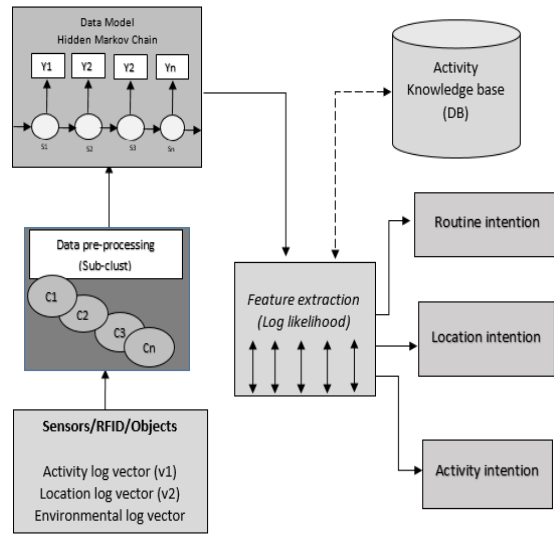 Data Model
Hidden Markov Chain
Y1 Y2 Y2 Yn
S1 S2 S3 Sn
Activity
Knowledge base
(DB)
Data pre-processing
(Sub-clust)
C1
C2
C3
Cn
Feature extraction
(Log likelihood)
Routine intention
Location intention
Activity intention
Sensors/RFID/Objects
Activity log vector (v1)
Location log vector (v2)
Environmental log vector